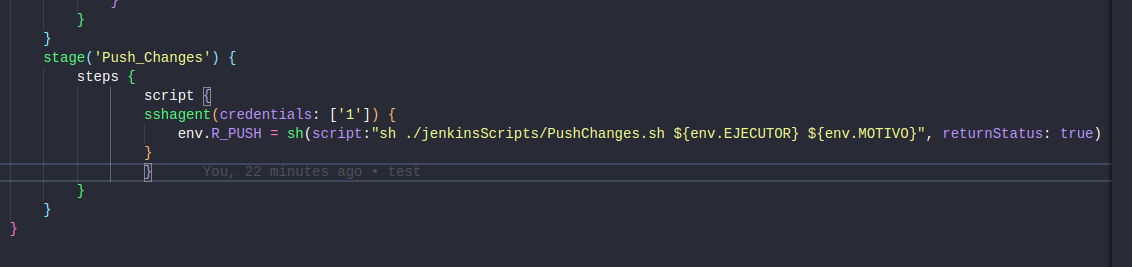 }
}
}
stage('Push_Changes') {
steps {
script {
sshagent(credentials: ['1']) {
env.R_PUSH = sh(script:"sh ./jenkinsScripts/PushChanges.sh ${env.EJECUTOR} ${env.MOTIVO}", returnStatus: true)
}
} You, 22 minutes ago • test
}
}
}